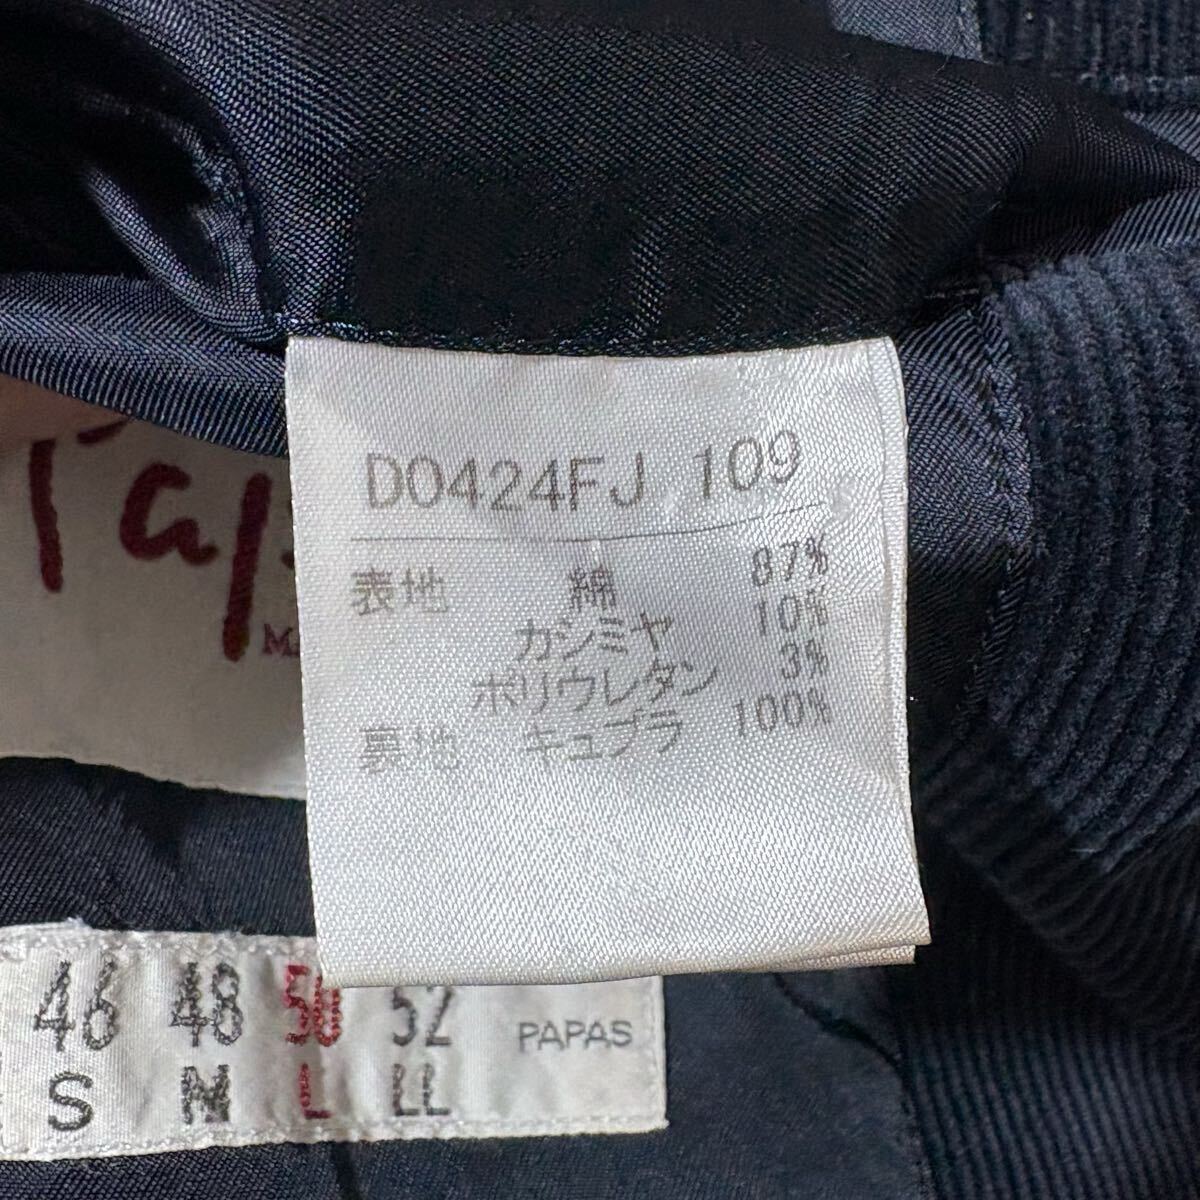 D0424FJ 109
表地 綿 87%
カシミヤ 10%
ポリウレタン 3%
裏地 キュプラ 100%
46 48 50 52 PAPAS
S M L LL